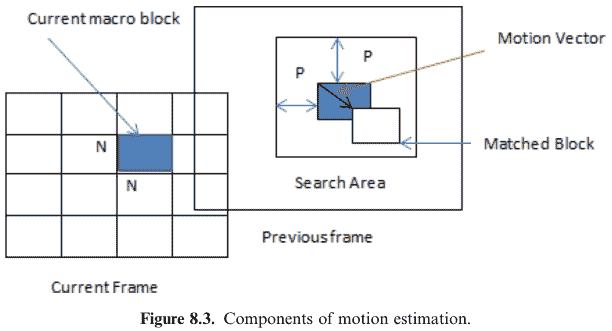 Current macro block
Motion Vector
P
P
N
Matched Block
N
Search Area
Previous frame
Current Frame
Figure 8.3. Components of motion estimation.